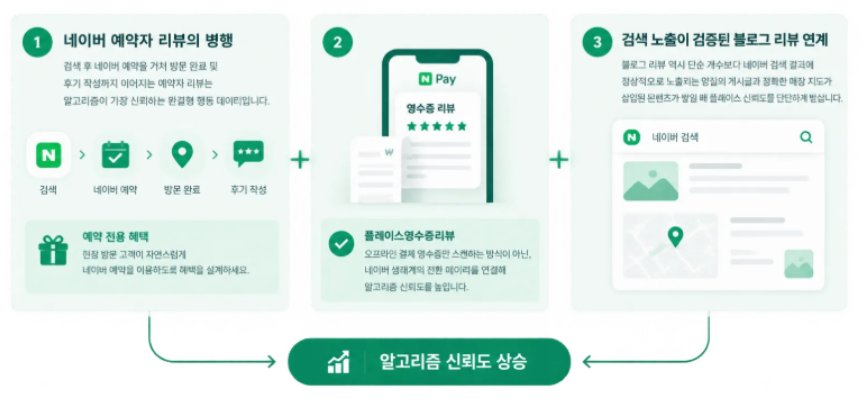 1 네이버 예약자 리뷰의 병행
검색 후 네이버 예약을 거쳐 방문 완료 및
후기 작성까지 이어지는 예약자 리뷰는
알고리즘이 가장 신뢰하는 완결형 행동 데이터입니다.
N
검색
네이버 예약
방문 완료
후기 작성
예약 전용 혜택
현장 방문 고객이 자연스럽게
네이버 예약을 이용하도록 혜택을 설계하세요.
+
2
N Pay
영수증 리뷰
₩
플레이스영수증리뷰
오프라인 결제 영수증만 스캔하는 방식이 아닌,
네이버 생태계의 전환 데이터를 연결해
알고리즘 신뢰도를 높입니다.
+
3 검색 노출이 검증된 블로그 리뷰 연계
블로그 리뷰 역시 단순 개수보다 네이버 검색 결과에
정상적으로 노출되는 양질의 게시글과 정확한 매장 지도가
삽입된 콘텐츠가 쌓일 때 플레이스 신뢰도를 단단하게
N 네이버 검색
알고리즘 신뢰도 상승